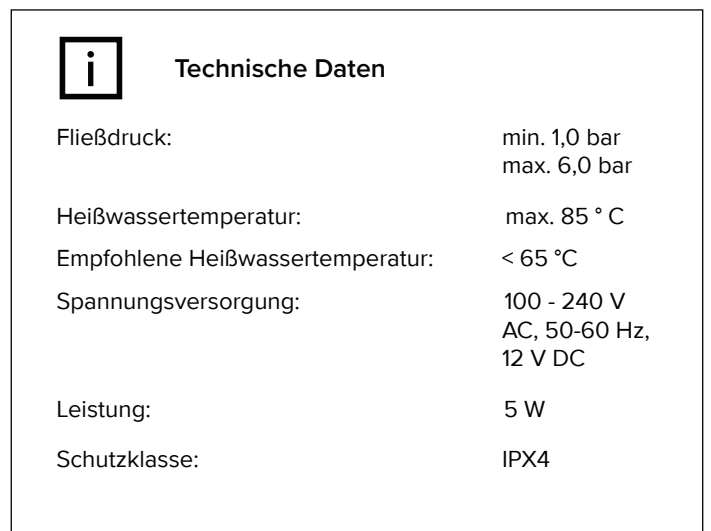 i Technische Daten
Fließdruck: min. 1,0 bar
max. 6,0 bar
Heißwassertemperatur: max. 85 ° C
Empfohlene Heißwassertemperatur: < 65 °C
Spannungsversorgung: 100 - 240 V
AC, 50-60 Hz,
12 V DC
Leistung: 5 W
Schutzklasse: IPX4